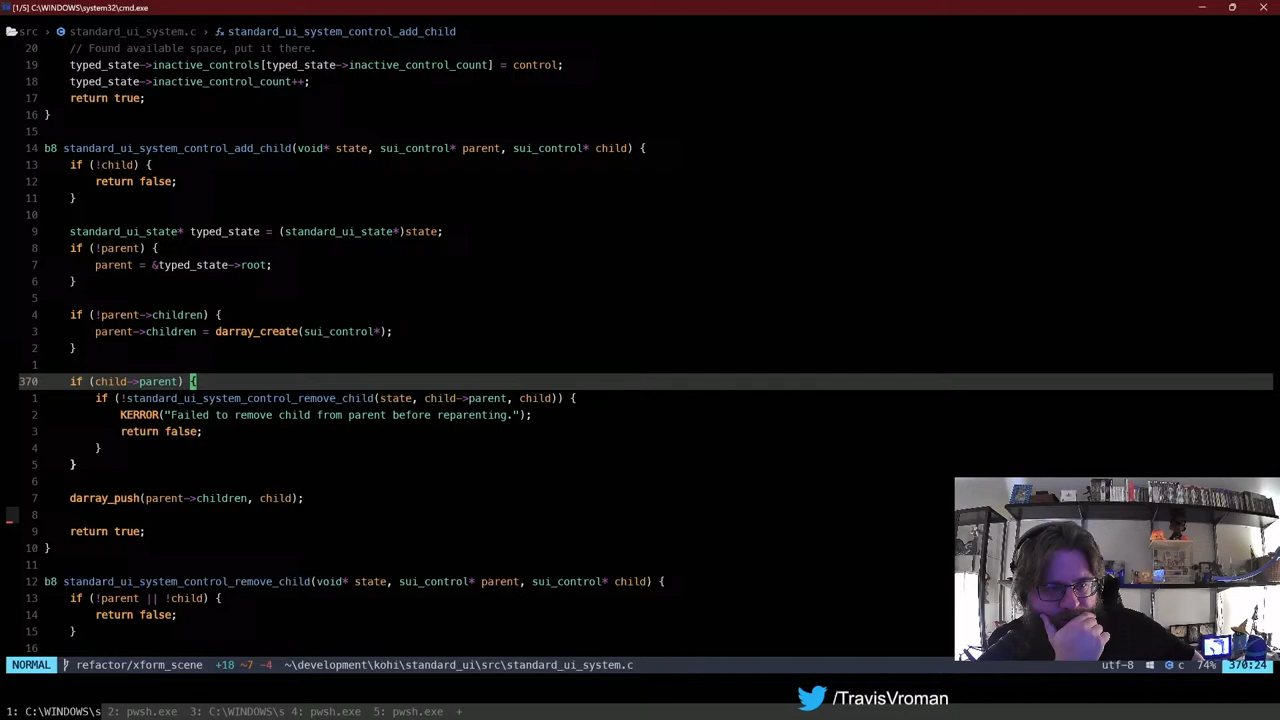 [1/5] C:\WINDOWS\system32\cmd.exe
src > standard_ui_system.c > standard_ui_system_control_add_child
20 // Found available space, put it there.
19 typed_state->inactive_controls[typed_state->inactive_control_count] = control;
18 typed_state->inactive_control_count++;
17 return true;
16 }
15
14 b8 standard_ui_system_control_add_child(void* state, sui_control* parent, sui_control* child) {
13 if (!child) {
12 return false;
11 }
10
9 standard_ui_state* typed_state = (standard_ui_state*)state;
8 if (!parent) {
7 parent = &typed_state->root;
6 }
5
4 if (!parent->children) {
3 parent->children = darray_create(sui_control*);
2 }
1
370 if (child->parent) {
1 if (!standard_ui_system_control_remove_child(state, child->parent, child)) {
2 KERROR("Failed to remove child from parent before reparenting.");
3 return false;
4 }
5 }
6
7 darray_push(parent->children, child);
8
9 return true;
10 }
11
12 b8 standard_ui_system_control_remove_child(void* state, sui_control* parent, sui_control* child) {
13 if (!parent || !child) {
14 return false;
15 }
16
NORMAL refactor/xform_scene +18 ~7 -4 ~\development\kohi\standard_ui\src\standard_ui_system.c utf-8 c 74% 370:24
/TravisVroman
1: C:\WINDOWS\s 2: pwsh.exe 3: C:\WINDOWS\s 4: pwsh.exe 5: pwsh.exe +